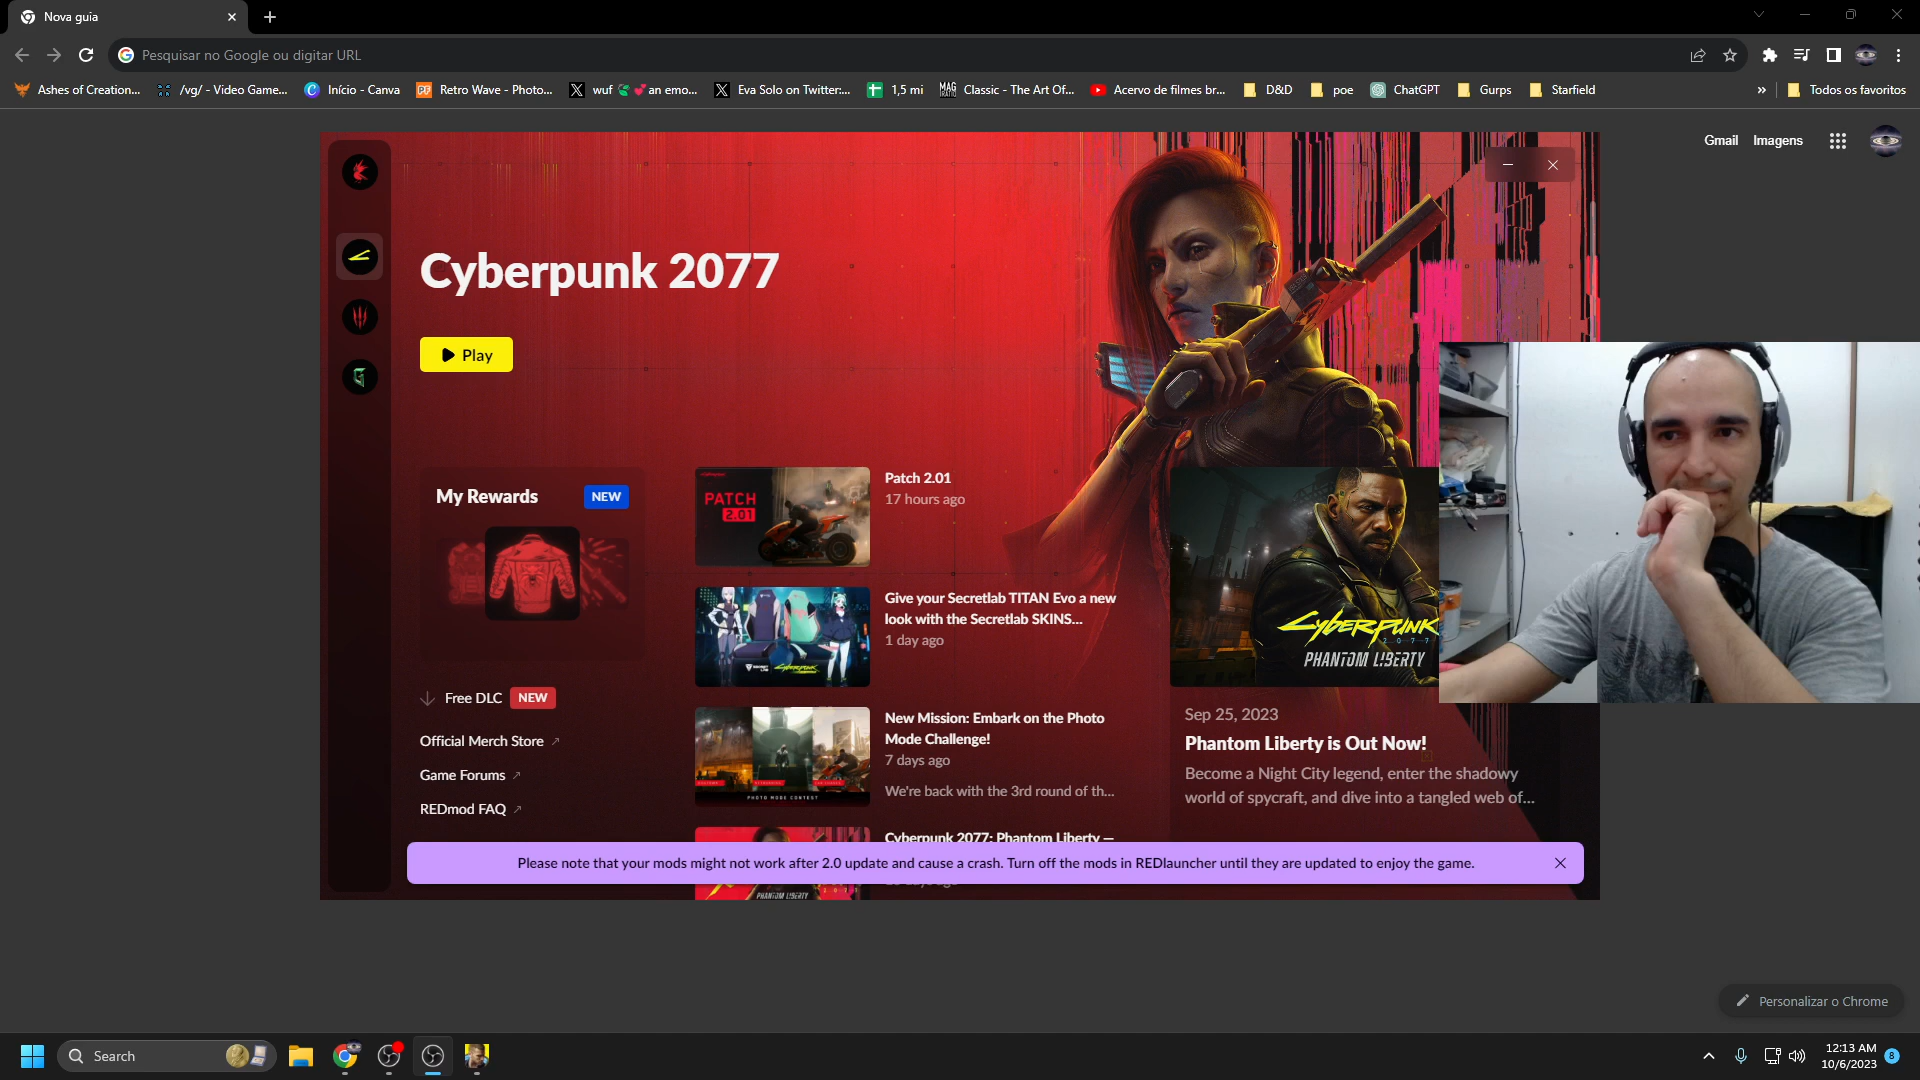 Nova guia
Pesquisar no Google ou digitar URL
Ashes of Creation...
/vg/ - Video Game...
Início - Canva
Retro Wave - Photo...
wuf
an emo...
Eva Solo on Twitter:...
1,5 mi
Classic - The Art Of...
Acervo de filmes br...
D&D
poe
ChatGPT
Gurps
Starfield
»
Todos os favoritos
Gmail
Imagens
Cyberpunk 2077
Play
My Rewards
NEW
Free DLC
NEW
Official Merch Store
Game Forums
REDmod FAQ
PATCH
2.01
Patch 2.01
17 hours ago
Give your Secretlab TITAN Evo a new
look with the Secretlab SKINS...
1 day ago
PHOTO MODE CONTEST
New Mission: Embark on the Photo
Mode Challenge!
7 days ago
We're back with the 3rd round of th...
Cyberpunk 2077: Phantom Liberty —
PHANTOM LIBERTY
CYBERPUNK
2077
PHANTOM LIBERTY
Sep 25, 2023
Phantom Liberty is Out Now!
Become a Night City legend, enter the shadowy
world of spycraft, and dive into a tangled web of...
Please note that your mods might not work after 2.0 update and cause a crash. Turn off the mods in REDlauncher until they are updated to enjoy the game.
Personalizar o Chrome
Search
12:13 AM
10/6/2023
8